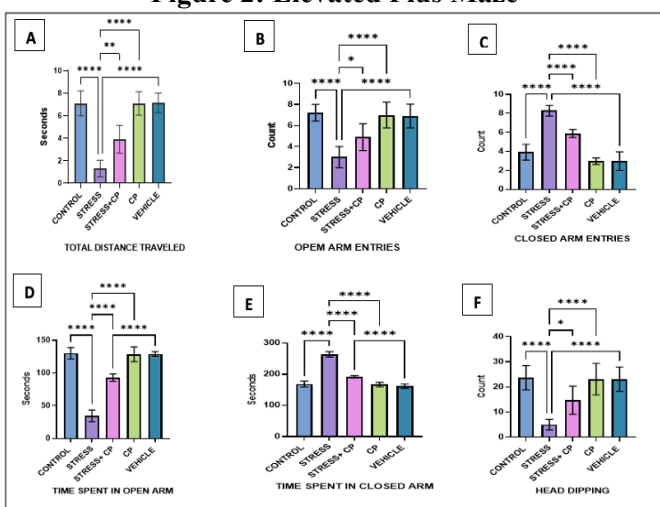 Figure 2: Elevated Plus Maze
A
****
**
**** ****
Seconds
10
8
6
4
2
0
CONTROL
STRESS
STRESS+CP
CP
VEHICLE
TOTAL DISTANCE TRAVELED
B
****
*
**** ****
Count
10
8
6
4
2
0
CONTROL
STRESS
STRESS+CP
CP
VEHICLE
OPEM ARM ENTRIES
C
****
****
**** ****
Count
10
8
6
4
2
0
CONTROL
STRESS
STRESS+CP
CP
VEHICLE
CLOSED ARM ENTRIES
D
****
****
**** ****
Seconds
150
100
50
0
CONTROL
STRESS
STRESS+ CP
CP
VEHICLE
TIME SPENT IN OPEN ARM
E
****
****
**** ****
Seconds
300
200
100
0
CONTROL
STRESS
STRESS+ CP
CP
VEHICLE
TIME SPENT IN CLOSED ARM
F
****
*
**** ****
Count
40
30
20
10
0
CONTROL
STRESS
STRESS+ CP
CP
VEHICLE
HEAD DIPPING